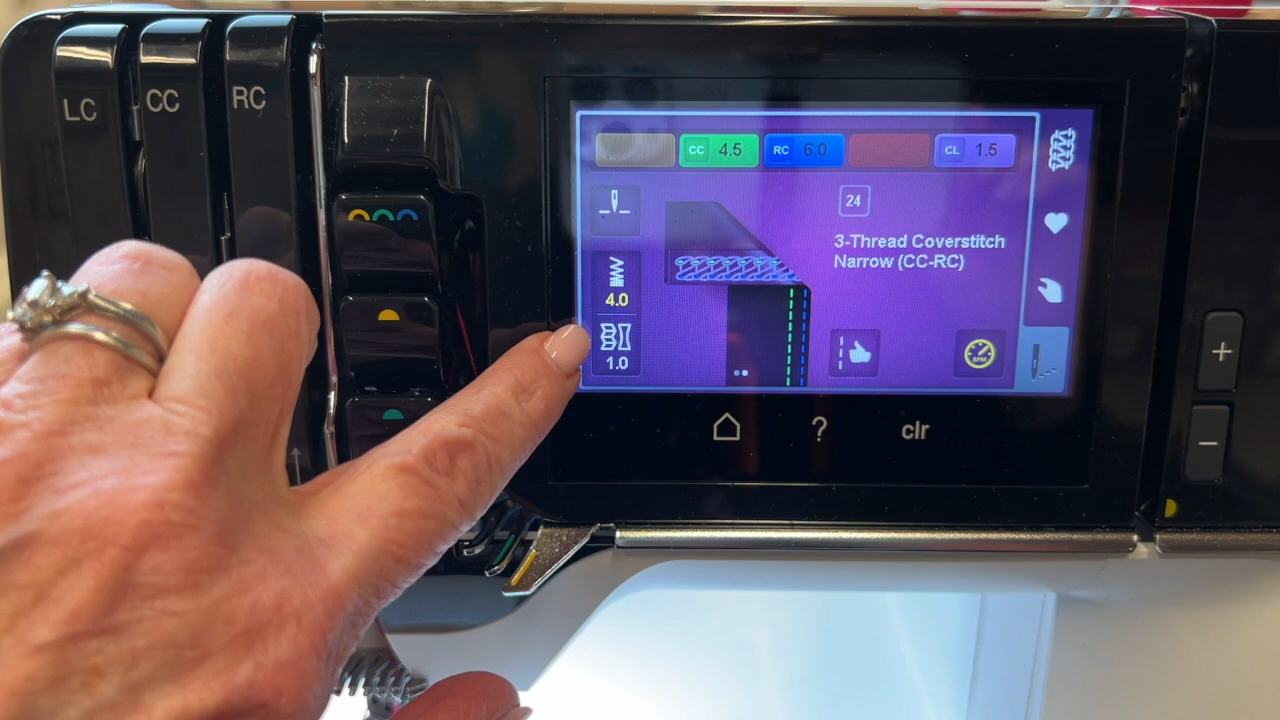 LC
CC
RC
CC 4.5
RC 6.0
CL 1.5
24
3-Thread Coverstitch
Narrow (CC-RC)
4.0
1.0
SPM
?
clr
+
−